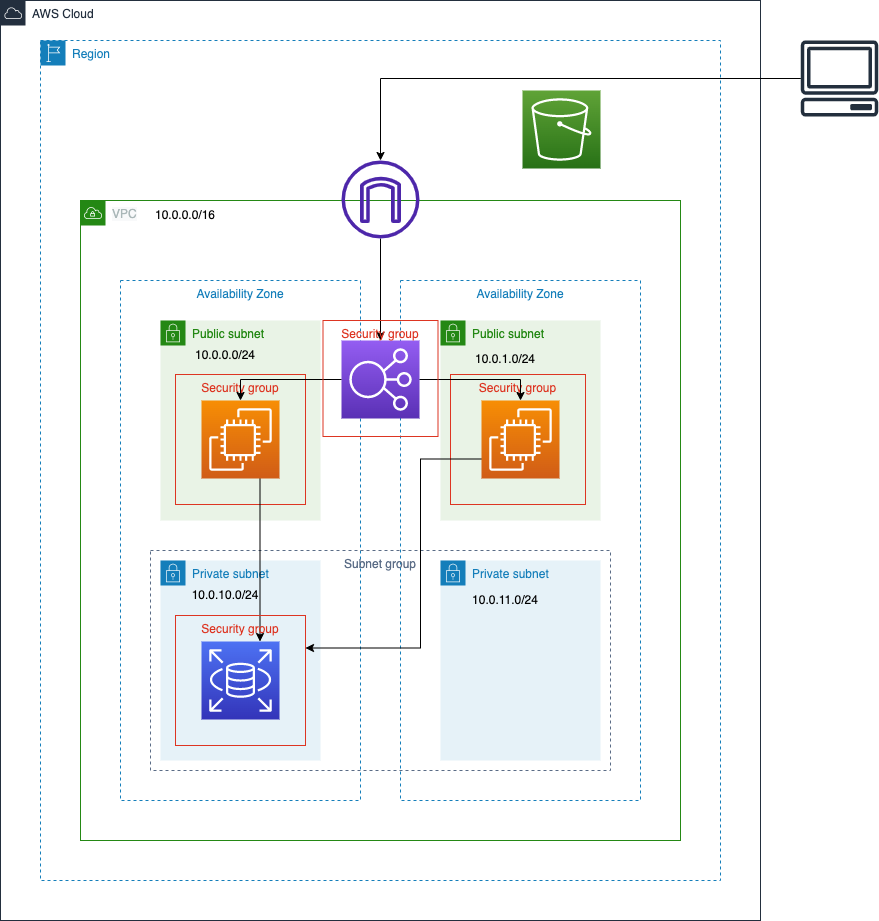 AWS Cloud
Region
VPC
10.0.0.0/16
Availability Zone
Availability Zone
Public subnet
10.0.0.0/24
Security group
Public subnet
10.0.1.0/24
Security group
Security group
Subnet group
Private subnet
10.0.10.0/24
Private subnet
10.0.11.0/24
Security group